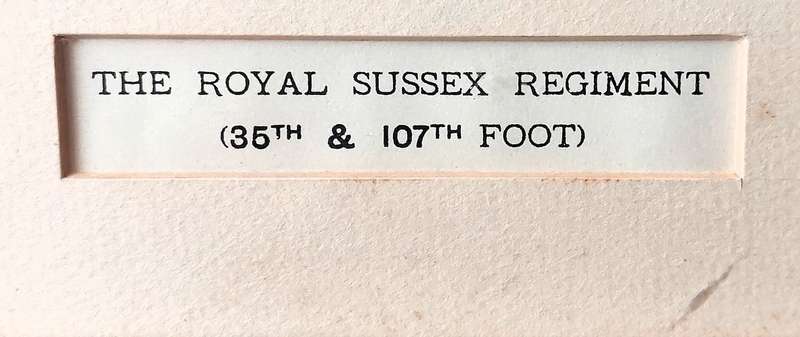 THE ROYAL SUSSEX REGIMENT
(35TH & 107TH FOOT)